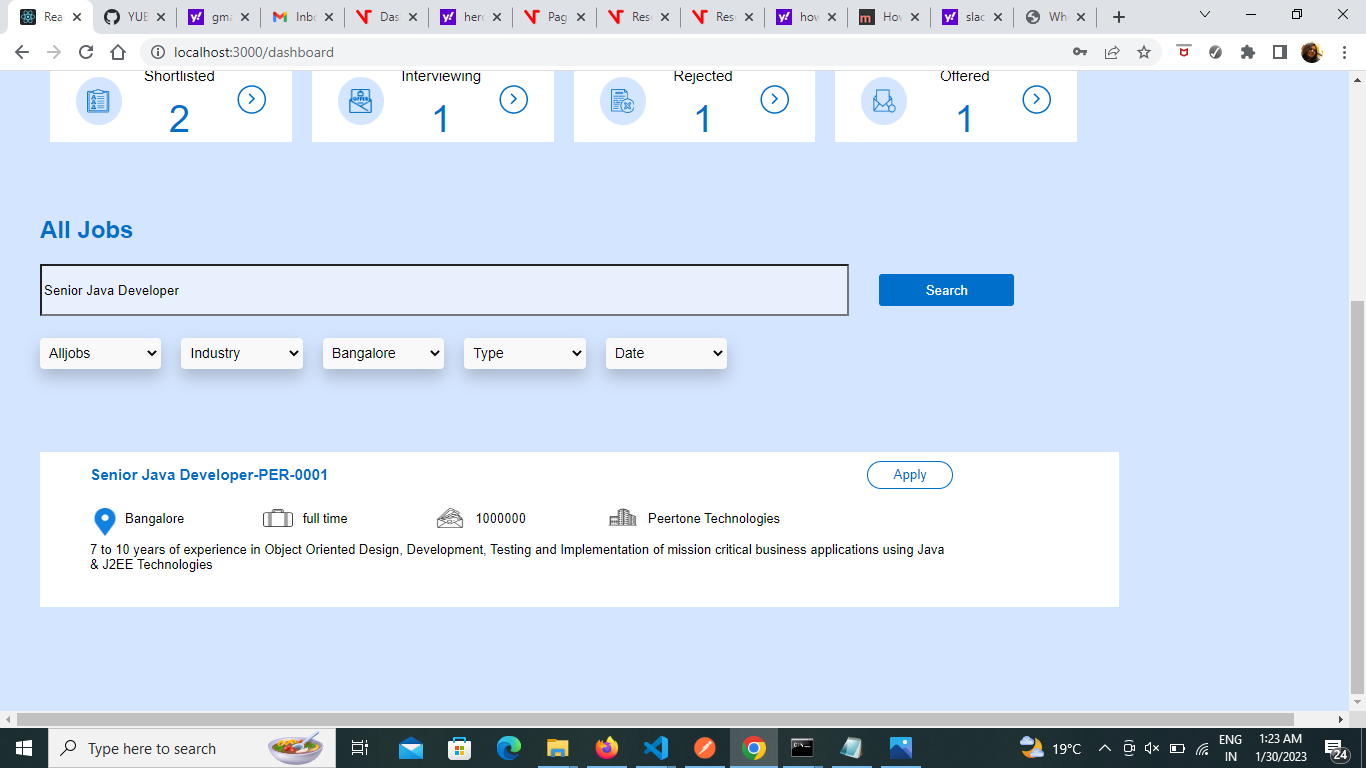 Rea
YUE
gma
Inbo
Das
herc
Pag
Res
Res
how
Hov
slac
Wh
localhost:3000/dashboard
Shortlisted
Interviewing
Rejected
Offered
2
1
1
1
All Jobs
Senior Java Developer
Search
Alljobs
Industry
Bangalore
Type
Date
Senior Java Developer-PER-0001
Apply
Bangalore
full time
1000000
Peertone Technologies
7 to 10 years of experience in Object Oriented Design, Development, Testing and Implementation of mission critical business applications using Java
& J2EE Technologies
Type here to search
19°C
ENG
IN
1:23 AM
1/30/2023
24